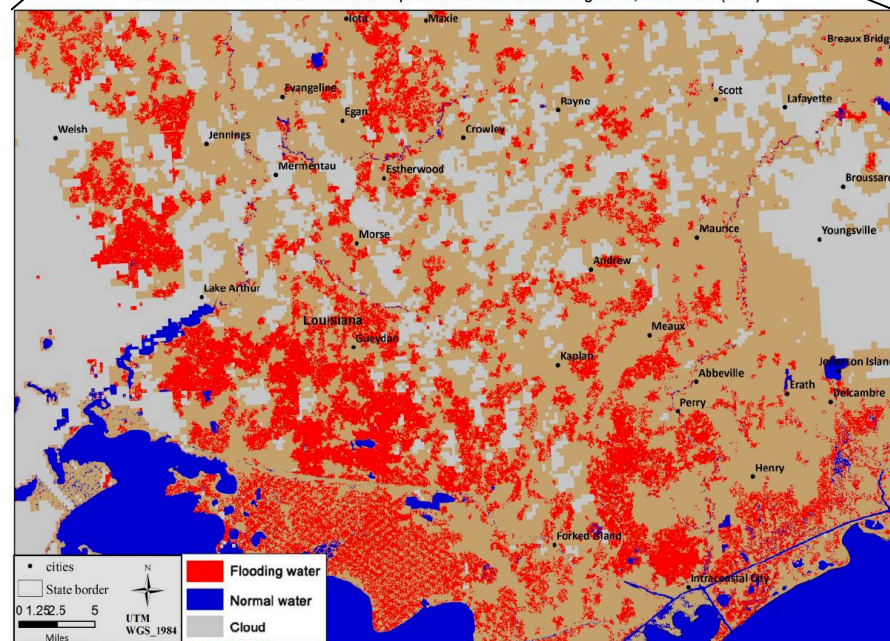 Iota
Maxie
Breaux Bridg
Evangeline
Scott
Lafayette
Egan
Rayne
Welsh
Jennings
Crowley
Mermentau
Estherwood
Broussard
Morse
Maurice
Youngsville
Andrew
Lake Arthur
Louisiana
Gueydan
Meaux
Kaplan
Jefferson Island
Abbeville
Erath
Delcambre
Perry
Henry
Forked Island
Intracoastal City
cities
State border
N
0 1.25 2.5 5
Miles
UTM
WGS_1984
Flooding water
Normal water
Cloud